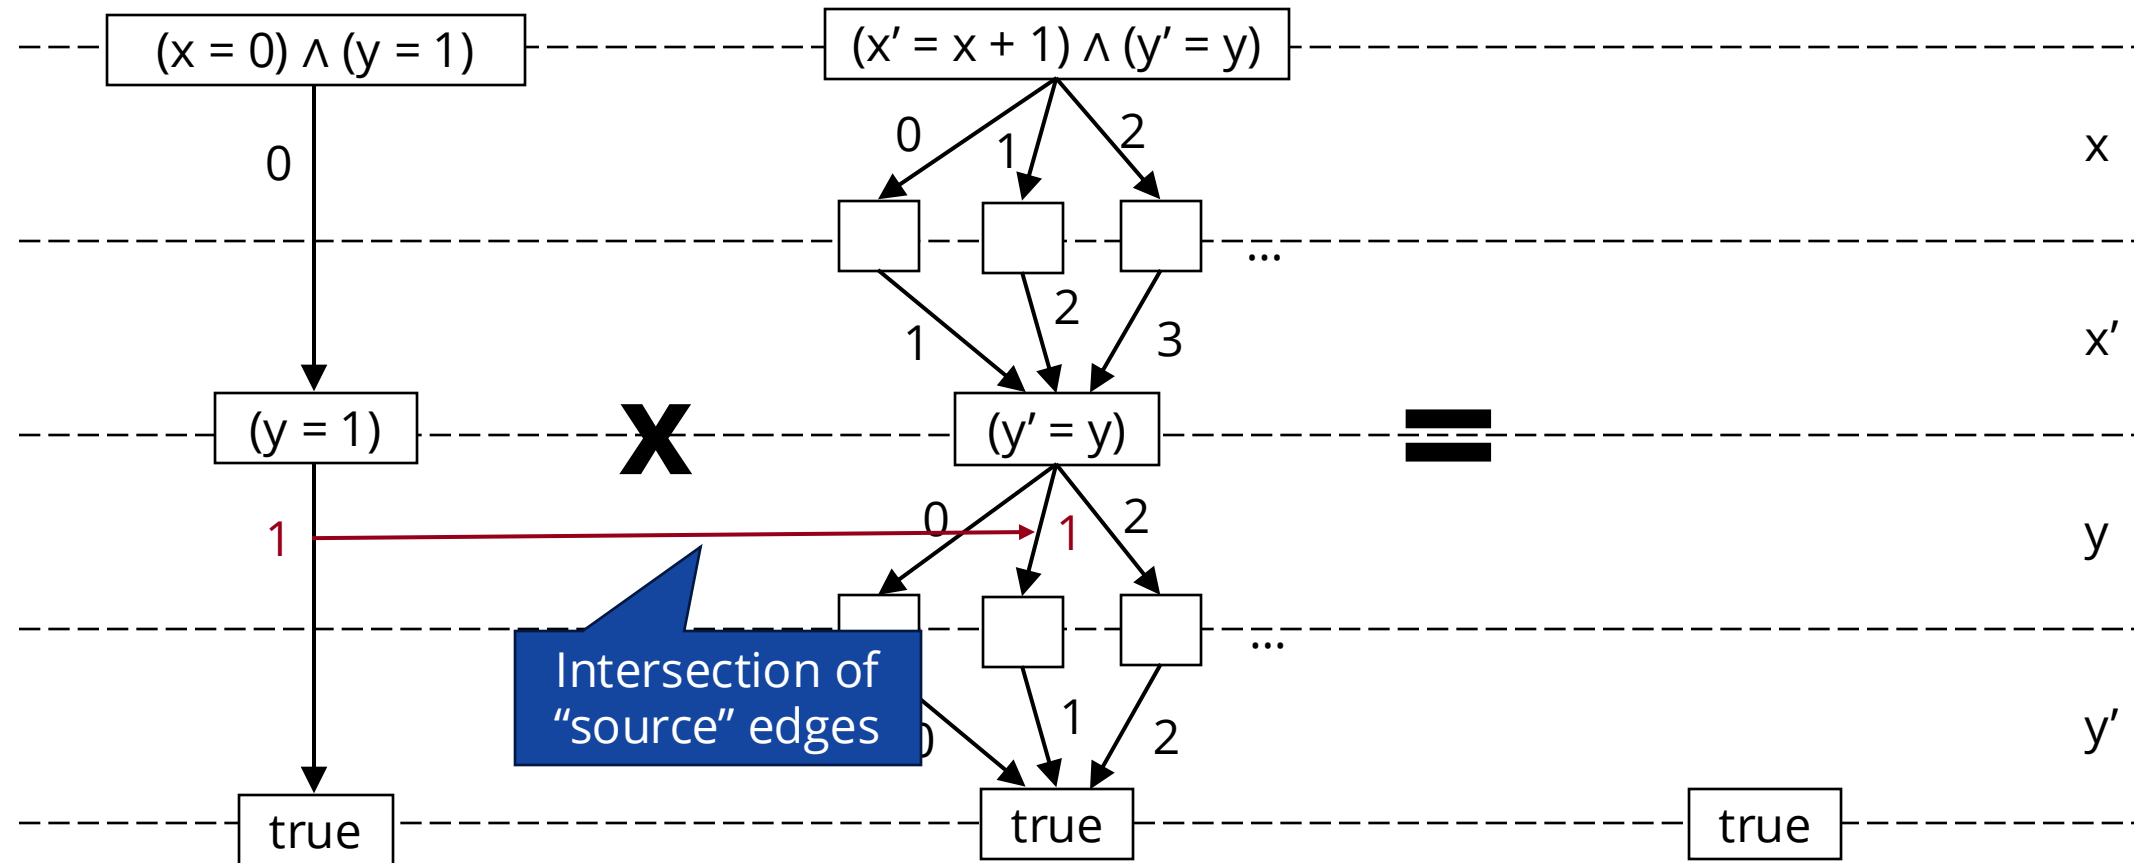 (x = 0) ∧ (y = 1)
(x’ = x + 1) ∧ (y’ = y)
0
0
1
2
x
...
1
2
3
x’
(y = 1)
x
(y’ = y)
=
1
0
1
2
y
...
Intersection of
“source” edges
0
1
2
y’
true
true
true